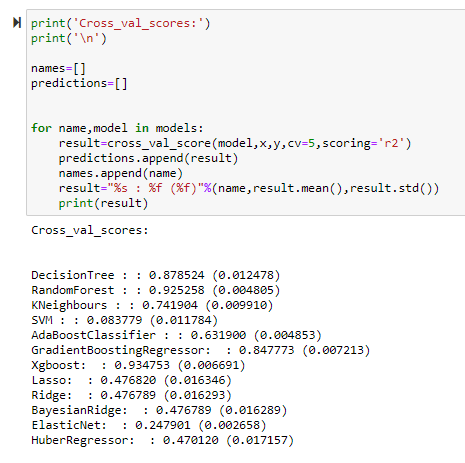 print('Cross_val_scores:')
print('\n')
names=[]
predictions=[]
for name,model in models:
    result=cross_val_score(model,x,y,cv=5,scoring='r2')
    predictions.append(result)
    names.append(name)
    result="%s : %f (%f)"%(name,result.mean(),result.std())
    print(result)
Cross_val_scores:
DecisionTree : : 0.878524 (0.012478)
RandomForest : : 0.925258 (0.004805)
KNeighbours : : 0.741904 (0.009910)
SVM : : 0.083779 (0.011784)
AdaBoostClassifier : : 0.631900 (0.004853)
GradientBoostingRegressor:  : 0.847773 (0.007213)
Xgboost:  : 0.934753 (0.006691)
Lasso:  : 0.476820 (0.016346)
Ridge:  : 0.476789 (0.016293)
BayesianRidge:  : 0.476789 (0.016289)
ElasticNet:  : 0.247901 (0.002658)
HuberRegressor:  : 0.470120 (0.017157)